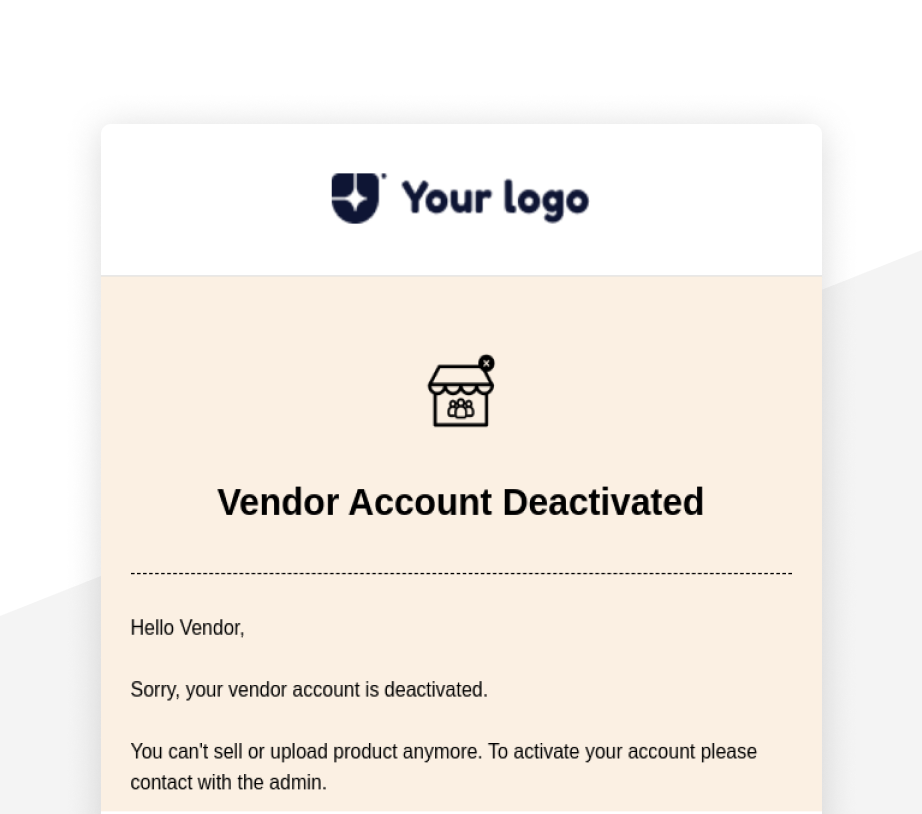 Your logo
Vendor Account Deactivated
Hello Vendor,
Sorry, your vendor account is deactivated.
You can't sell or upload product anymore. To activate your account please
contact with the admin.